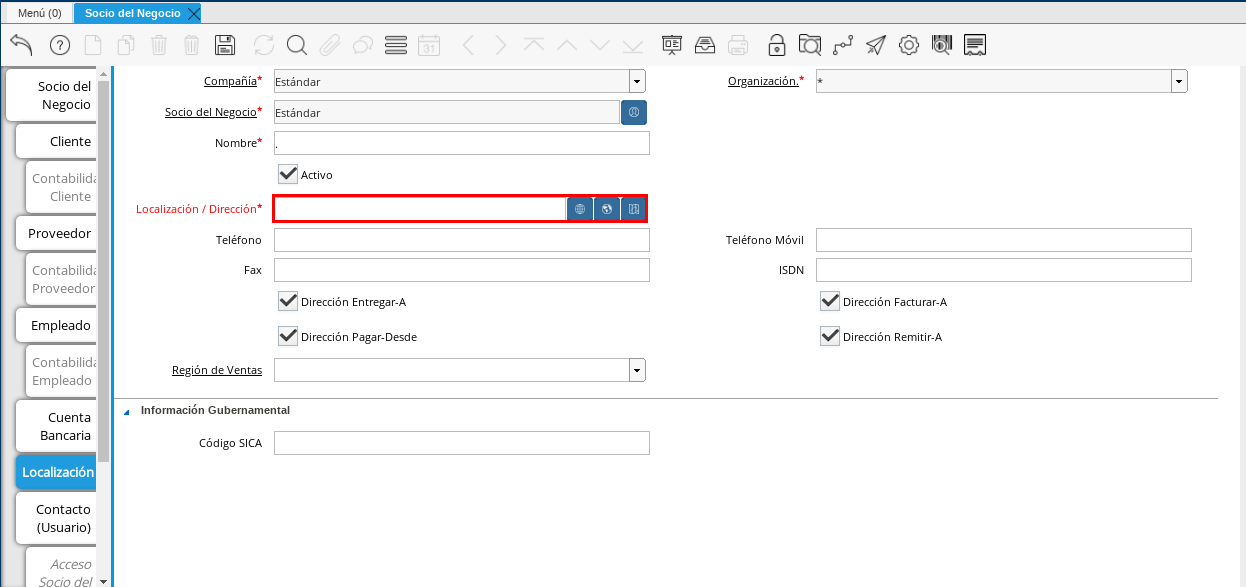 Menú (0)
Socio del Negocio
31
Socio del
Negocio
Cliente
Contabilida
Cliente
Proveedor
Contabilida
Proveedor
Empleado
Contabilida
Empleado
Cuenta
Bancaria
Localización
Contacto
(Usuario)
Acceso
Socio del
Compañía* Estándar Organización.* *
Socio del Negocio* Estándar
Nombre* .
Activo
Localización / Dirección*
Teléfono Teléfono Móvil
Fax ISDN
Dirección Entregar-A Dirección Facturar-A
Dirección Pagar-Desde Dirección Remitir-A
Región de Ventas
Información Gubernamental
Código SICA